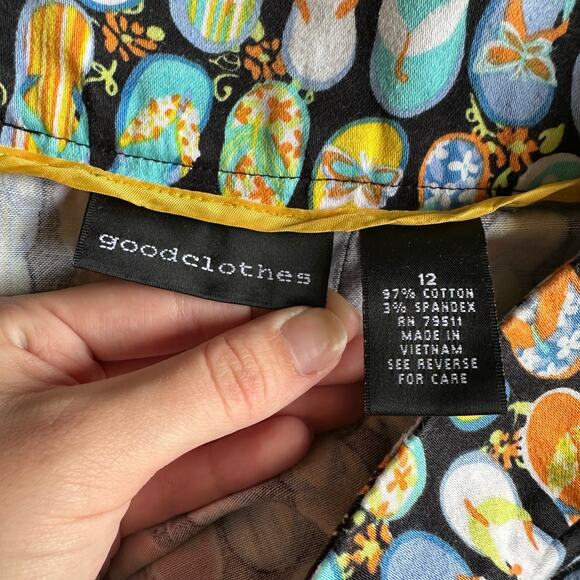 goodclothes
12
97% COTTON
3% SPANDEX
RN 79511
MADE IN
VIETNAM
SEE REVERSE
FOR CARE